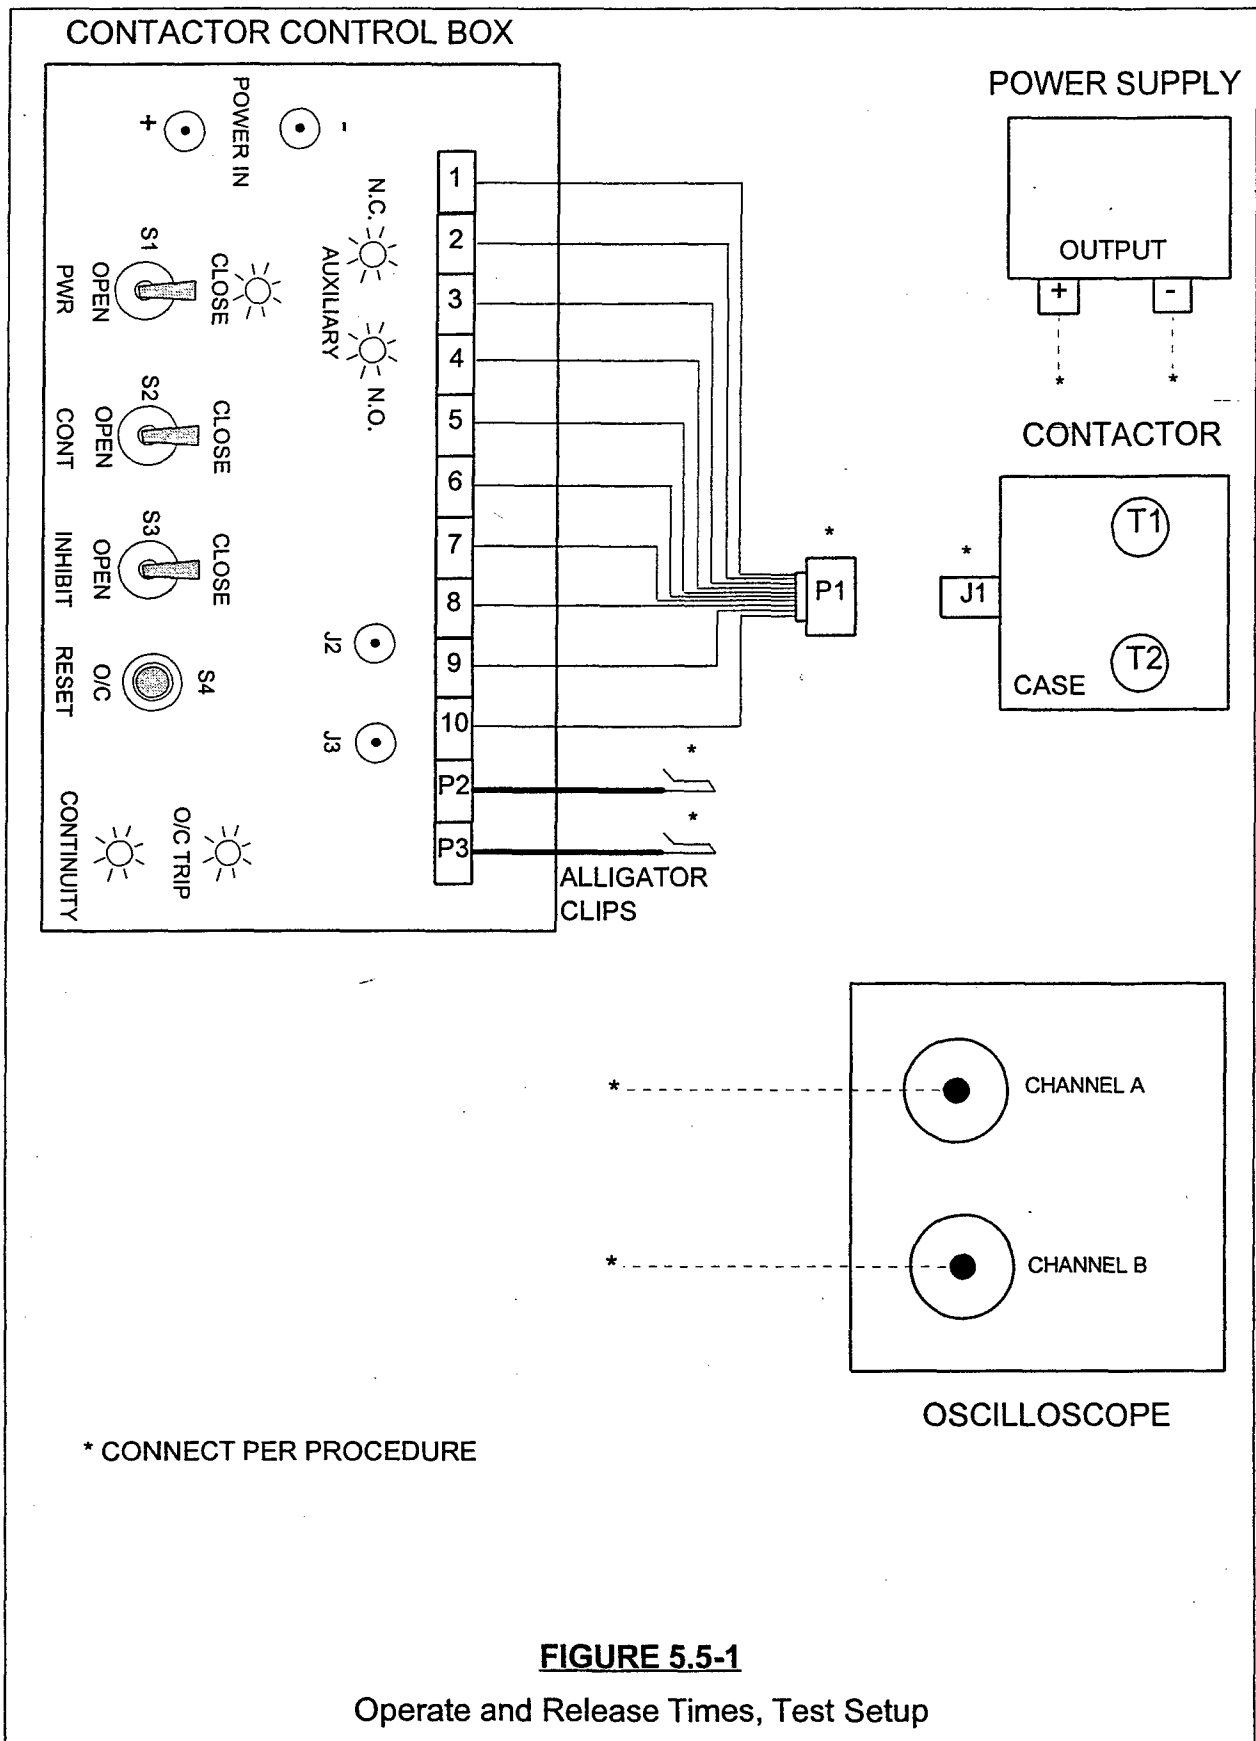 CONTACTOR CONTROL BOX
POWER IN
+
-
S1
OPEN
CLOSE
PWR
N.C.
AUXILIARY
N.O.
S2
OPEN
CLOSE
CONT
S3
OPEN
CLOSE
INHIBIT
S4
O/C
RESET
J2
J3
O/C TRIP
CONTINUITY
1
2
3
4
5
6
7
8
9
10
P2
P3
*
*
ALLIGATOR
CLIPS
*
P1
POWER SUPPLY
OUTPUT
+
-
*
*
CONTACTOR
T1
*
J1
T2
CASE
*
CHANNEL A
*
CHANNEL B
OSCILLOSCOPE
* CONNECT PER PROCEDURE
FIGURE 5.5-1
Operate and Release Times, Test Setup